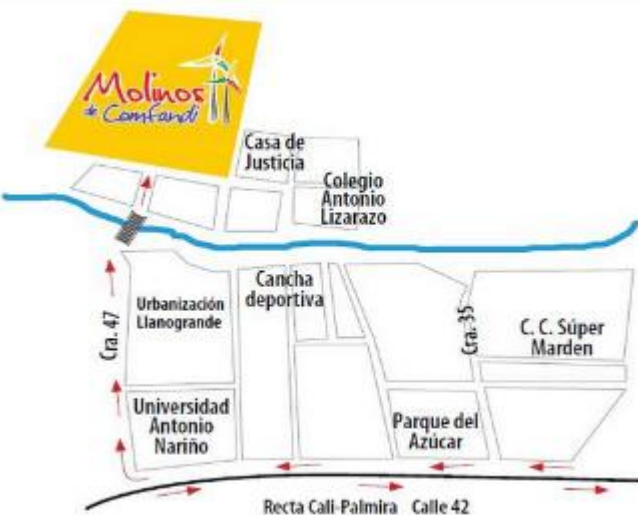 Molinos
de Comfandi
Casa de
Justicia
Colegio
Antonio
Lizarazo
Cancha
deportiva
Urbanización
Llanogrande
Cra. 47
Cra. 35
C. C. Súper
Marden
Universidad
Antonio
Nariño
Parque del
Azúcar
Recta Cali-Palmira Calle 42